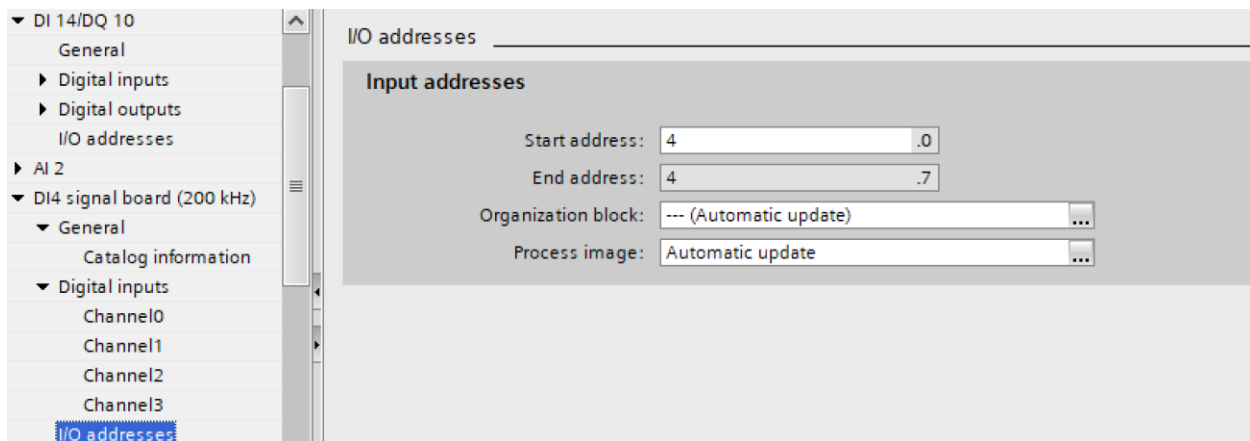 DI 14/DQ 10
General
Digital inputs
Digital outputs
I/O addresses
AI 2
DI4 signal board (200 kHz)
General
Catalog information
Digital inputs
Channel0
Channel1
Channel2
Channel3
I/O addresses
I/O addresses
Input addresses
Start address: 4 .0
End address: 4 .7
Organization block: --- (Automatic update) ...
Process image: Automatic update ...